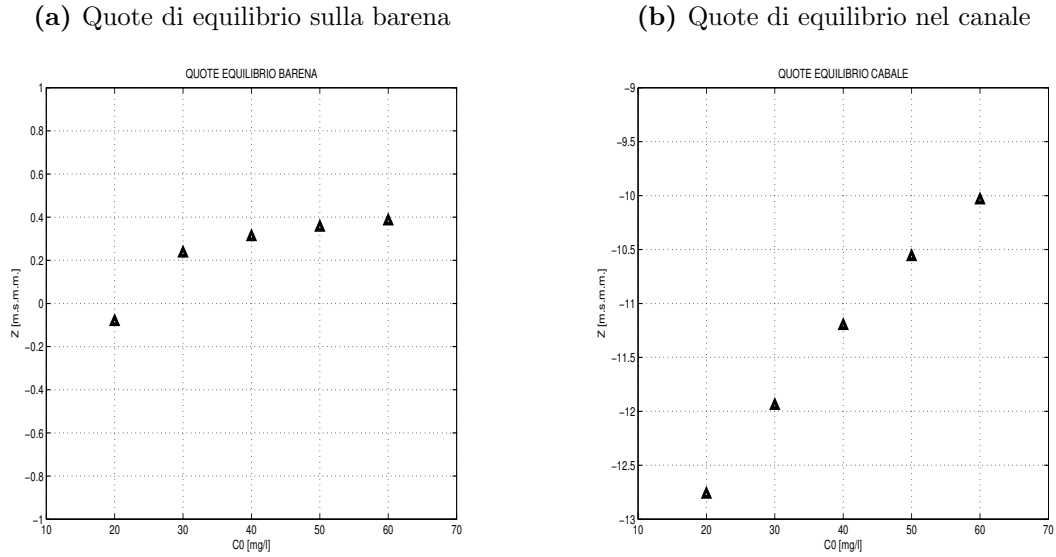 (a) Quote di equilibrio sulla barena
(b) Quote di equilibrio nel canale
QUOTE EQUILIBRIO BARENA
1
0.8
0.6
0.4
0.2
0
−0.2
−0.4
−0.6
−0.8
−1
Z [m.s.m.m.]
10 20 30 40 50 60 70
C0 [mg/l]
QUOTE EQUILIBRIO CABALE
−9
−9.5
−10
−10.5
−11
−11.5
−12
−12.5
−13
Z [m.s.m.m.]
10 20 30 40 50 60 70
C0 [mg/l]